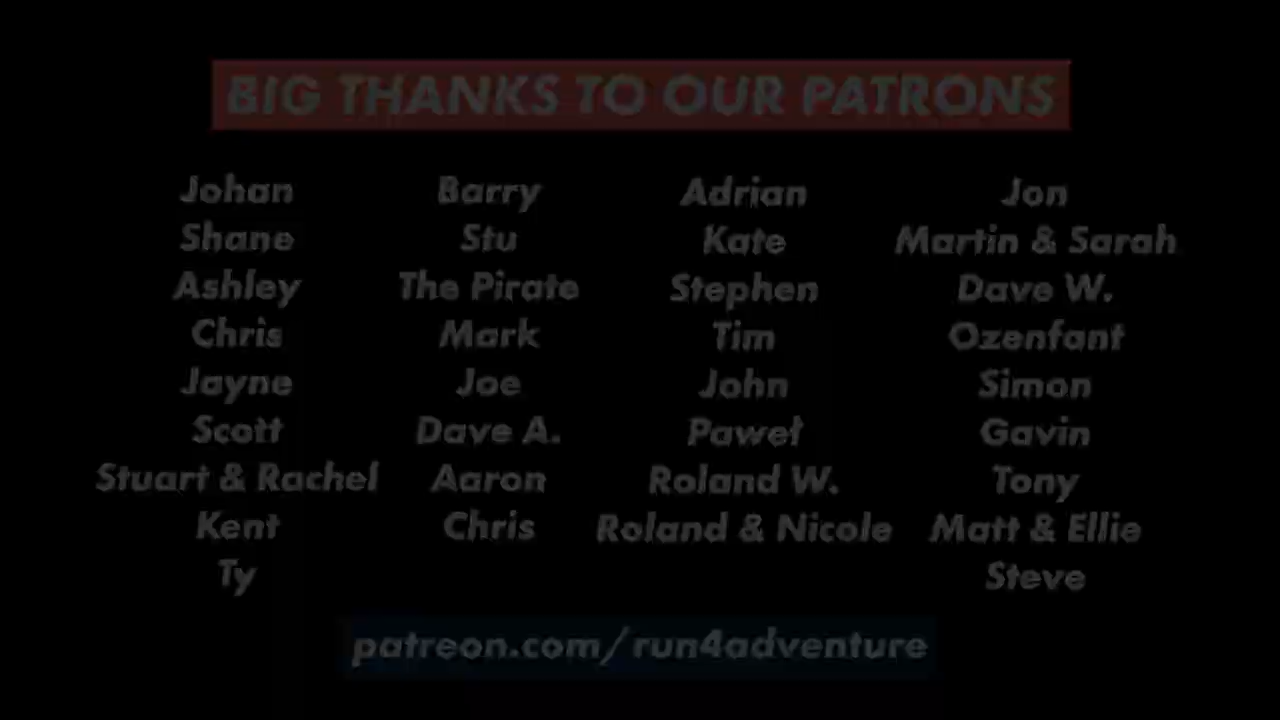 BIG THANKS TO OUR PATRONS
Johan
Shane
Ashley
Chris
Jayne
Scott
Stuart & Rachel
Kent
Ty
Barry
Stu
The Pirate
Mark
Joe
Dave A.
Aaron
Chris
Adrian
Kate
Stephen
Tim
John
Paweł
Roland W.
Roland & Nicole
Jon
Martin & Sarah
Dave W.
Ozenfant
Simon
Gavin
Tony
Matt & Ellie
Steve
patreon.com/run4adventure